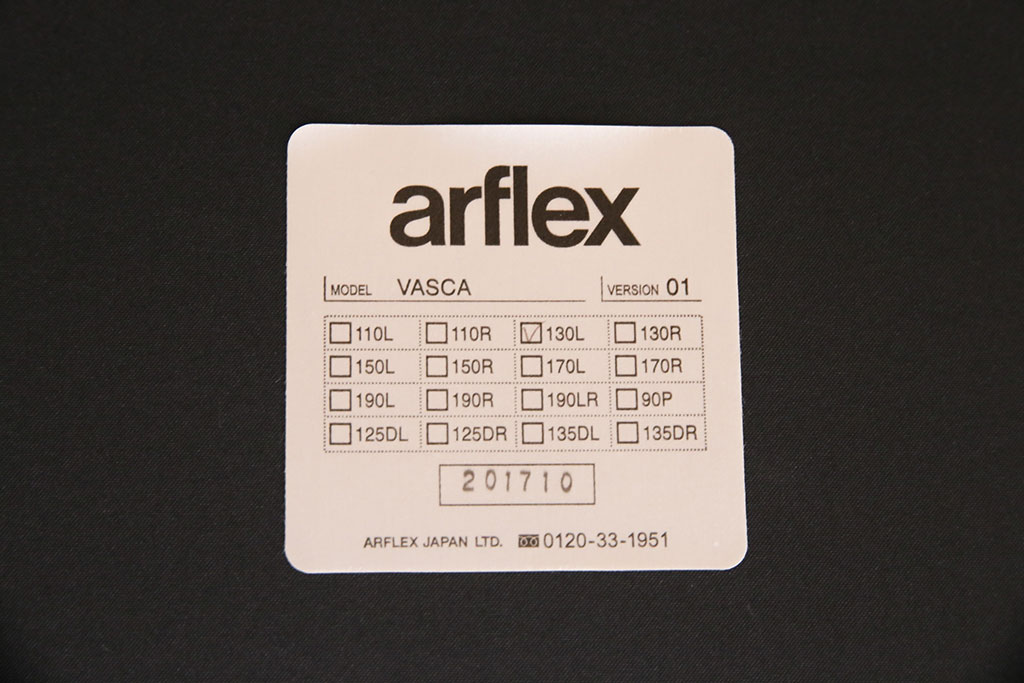 arflex
MODEL VASCA VERSION 01
☐110L ☐110R ☑130L ☐130R
☐150L ☐150R ☐170L ☐170R
☐190L ☐190R ☐190LR ☐90P
☐125DL ☐125DR ☐135DL ☐135DR
201710
ARFLEX JAPAN LTD. 0120-33-1951